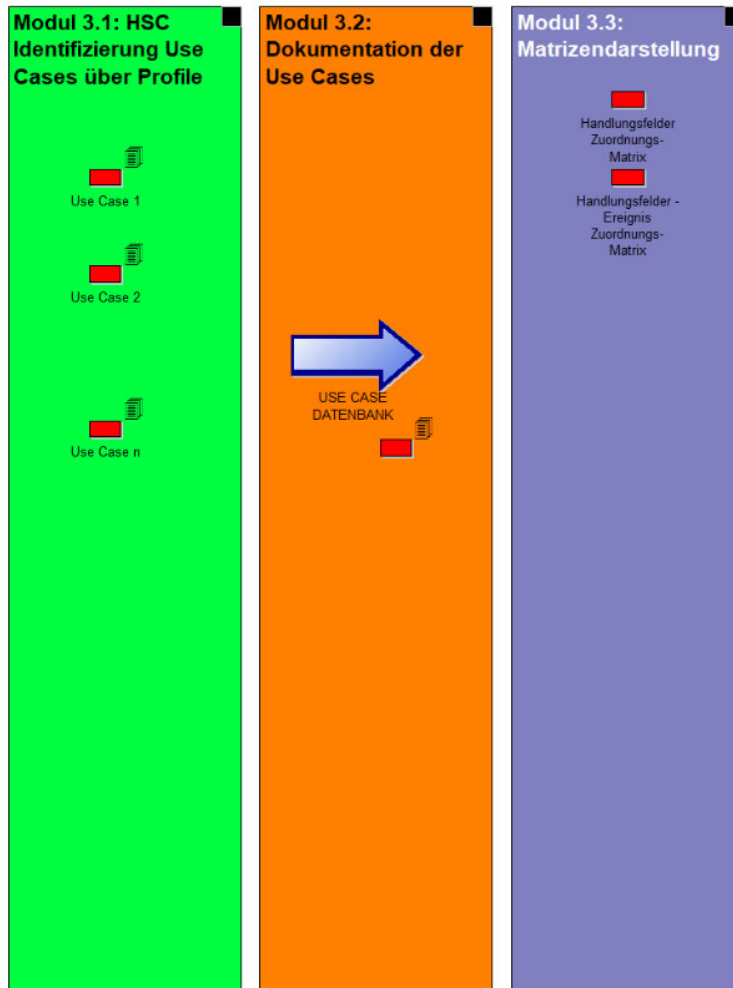 Modul 3.1: HSC
Identifizierung Use
Cases über Profile
Use Case 1
Use Case 2
Use Case n
Modul 3.2:
Dokumentation der
Use Cases
USE CASE
DATENBANK
Modul 3.3:
Matrizendarstellung
Handlungsfelder
Zuordnungs-
Matrix
Handlungsfelder -
Ereignis
Zuordnungs-
Matrix